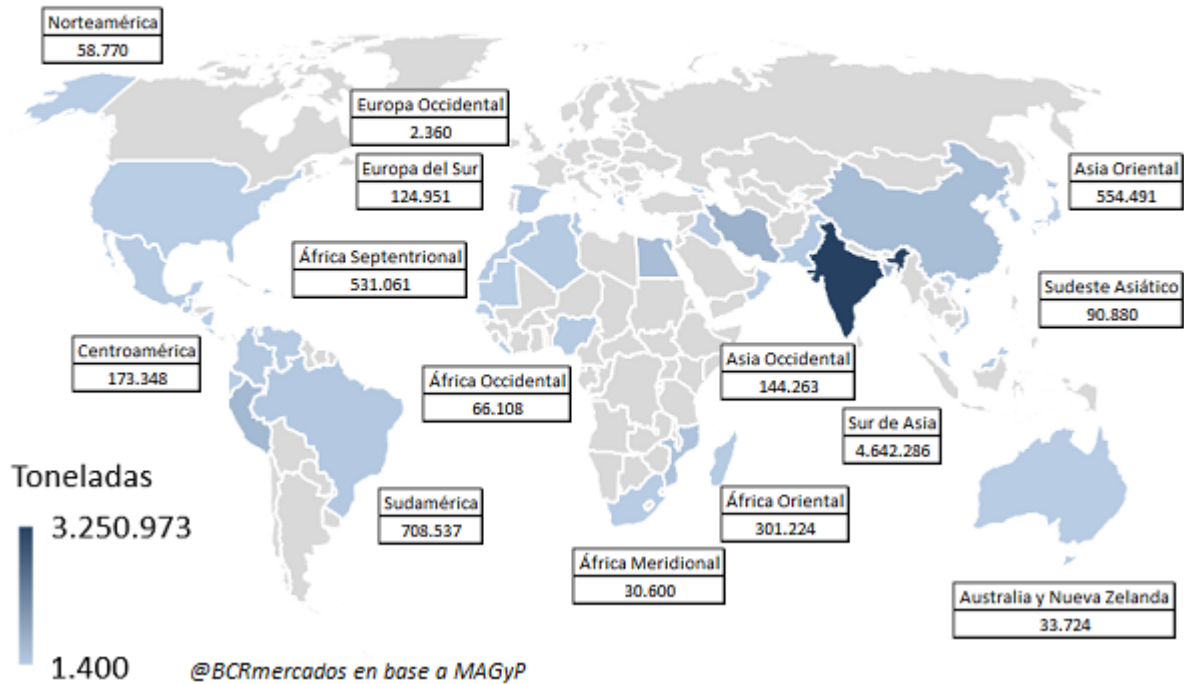 Norteamérica
58.770
Europa Occidental
2.360
Europa del Sur
124.951
Asia Oriental
554.491
África Septentrional
531.061
Sudeste Asiático
90.880
Centroamérica
173.348
África Occidental
66.108
Asia Occidental
144.263
Sur de Asia
4.642.286
Toneladas
3.250.973
1.400
Sudamérica
708.537
África Oriental
301.224
África Meridional
30.600
Australia y Nueva Zelanda
33.724
@BCRmercados en base a MAGyP